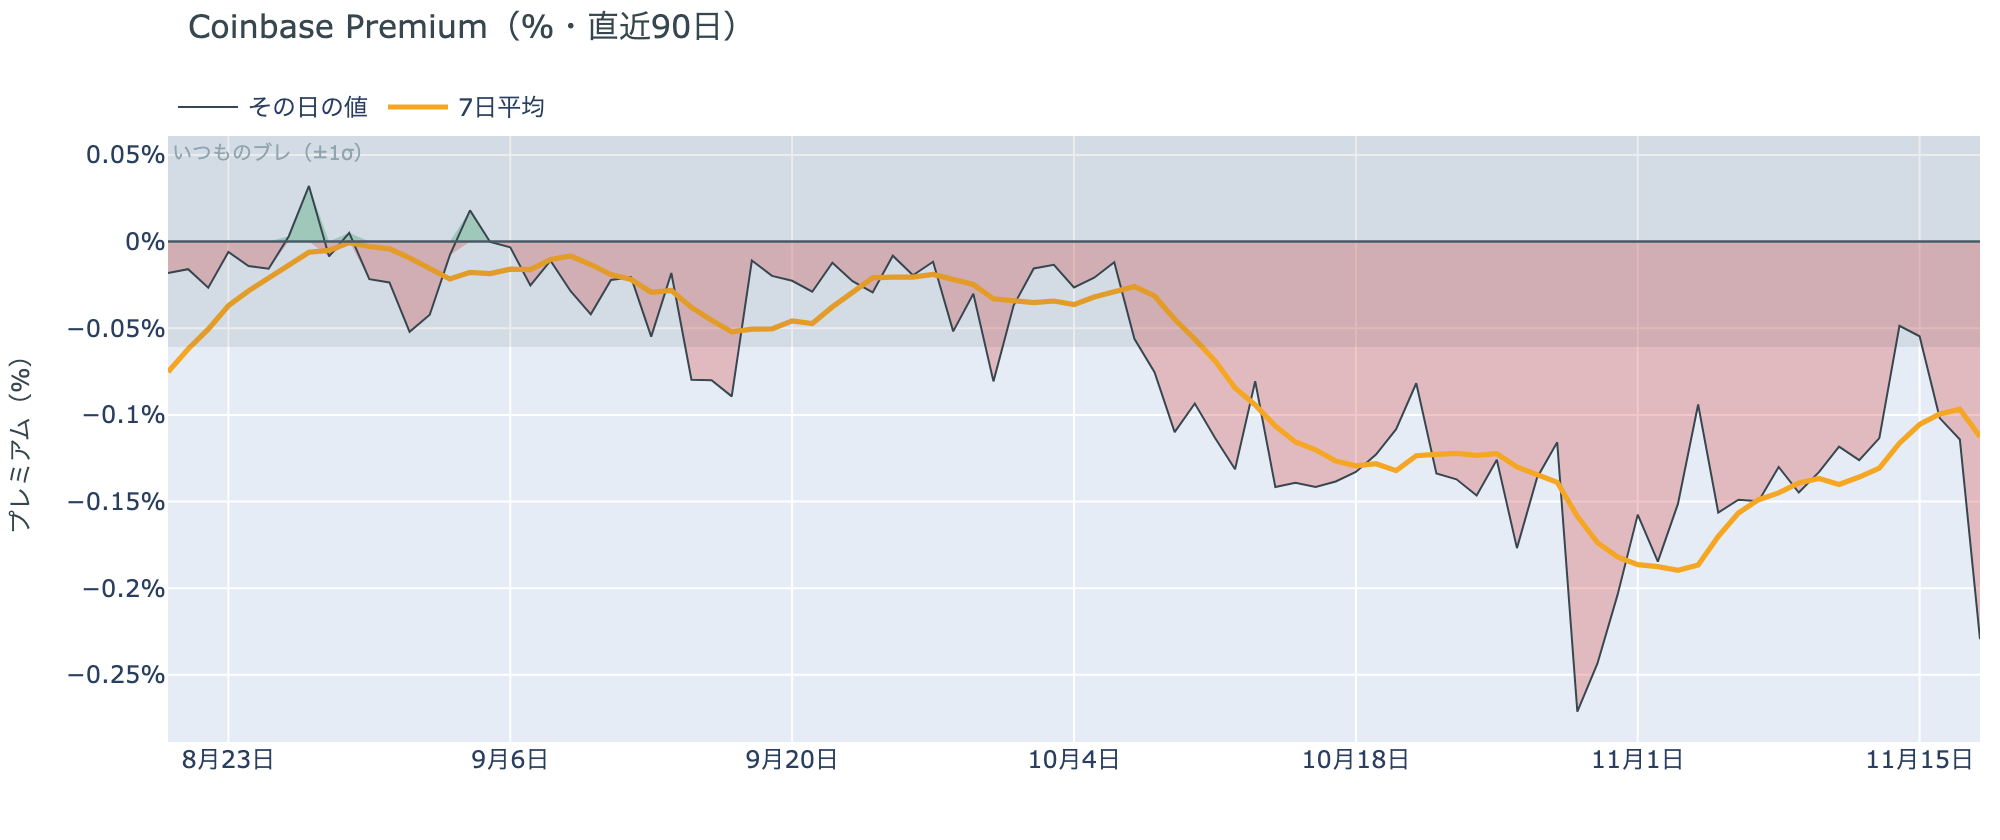 Coinbase Premium（%・直近90日）
その日の値
7日平均
いつものブレ（±1σ）
プレミアム（%）
0.05%
0%
−0.05%
−0.1%
−0.15%
−0.2%
−0.25%
8月23日
9月6日
9月20日
10月4日
10月18日
11月1日
11月15日